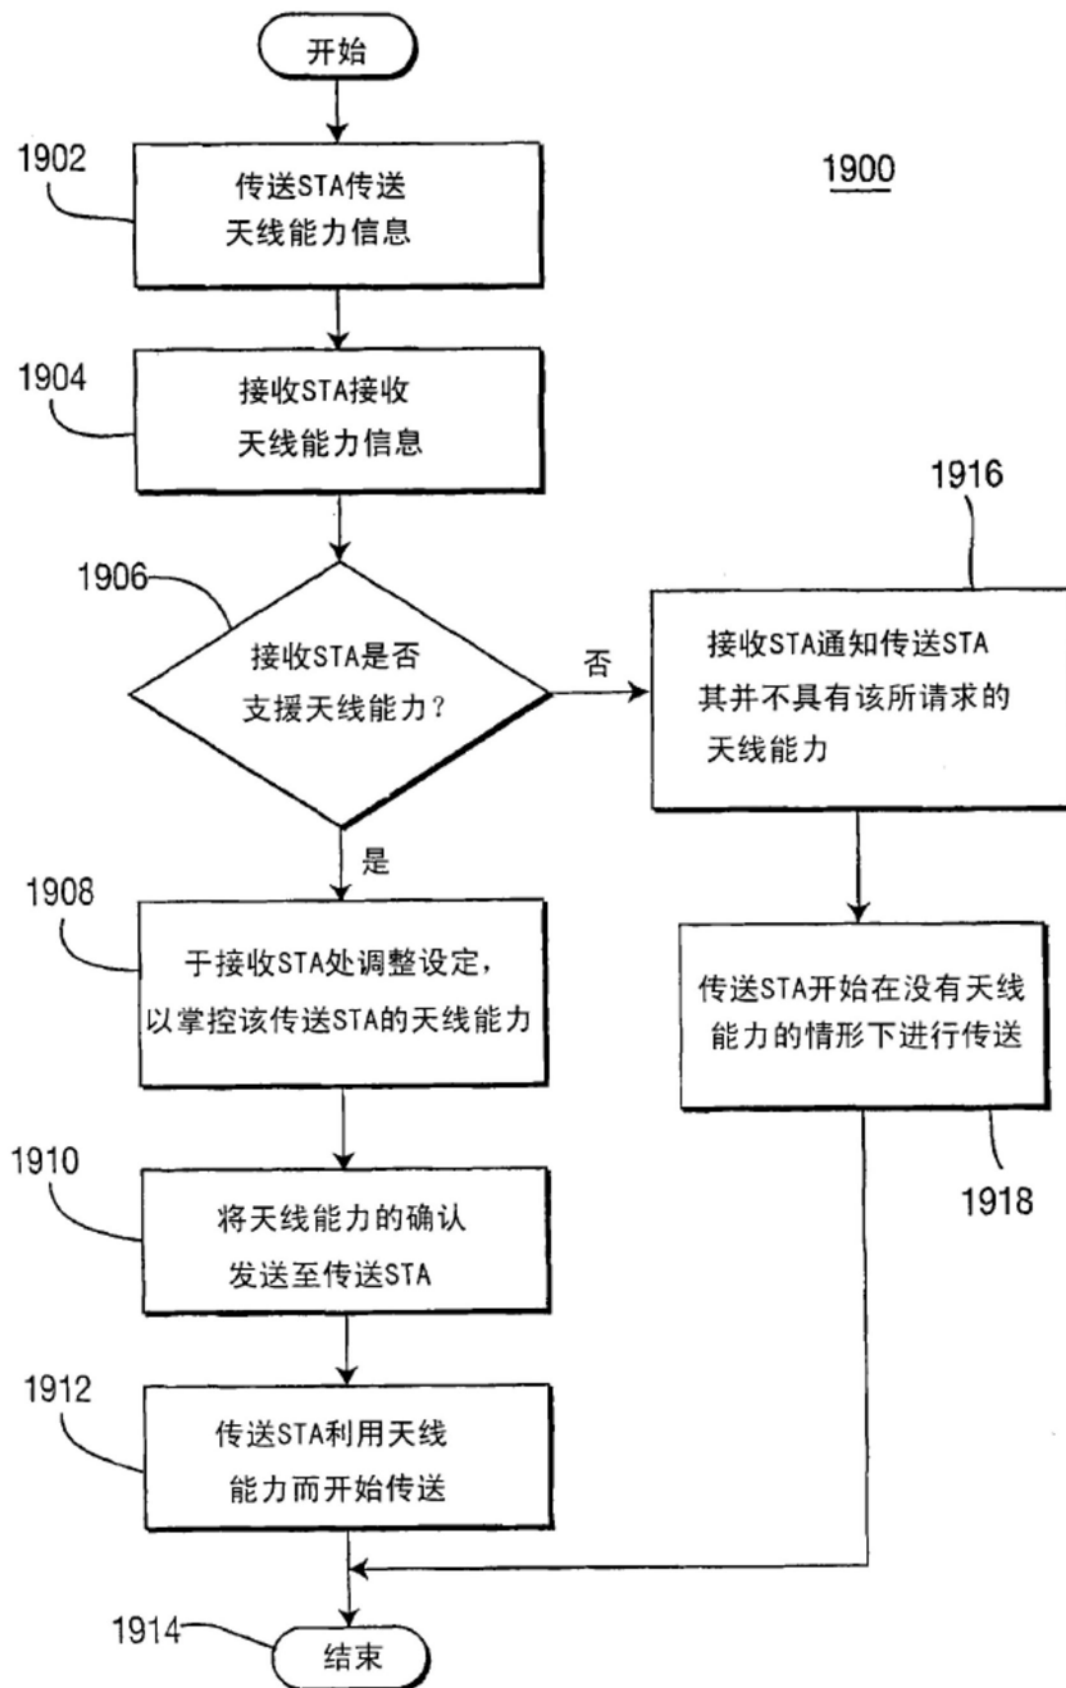 开始
1902
1900
传送STA传送
天线能力信息
1904
接收STA接收
天线能力信息
1916
1906
接收STA是否
支援天线能力?
否
接收STA通知传送STA
其并不具有该所请求的
天线能力
是
1908
于接收STA处调整设定，
以掌控该传送STA的天线能力
传送STA开始在没有天线
能力的情形下进行传送
1910
1918
将天线能力的确认
发送至传送STA
1912
传送STA利用天线
能力而开始传送
1914
结束